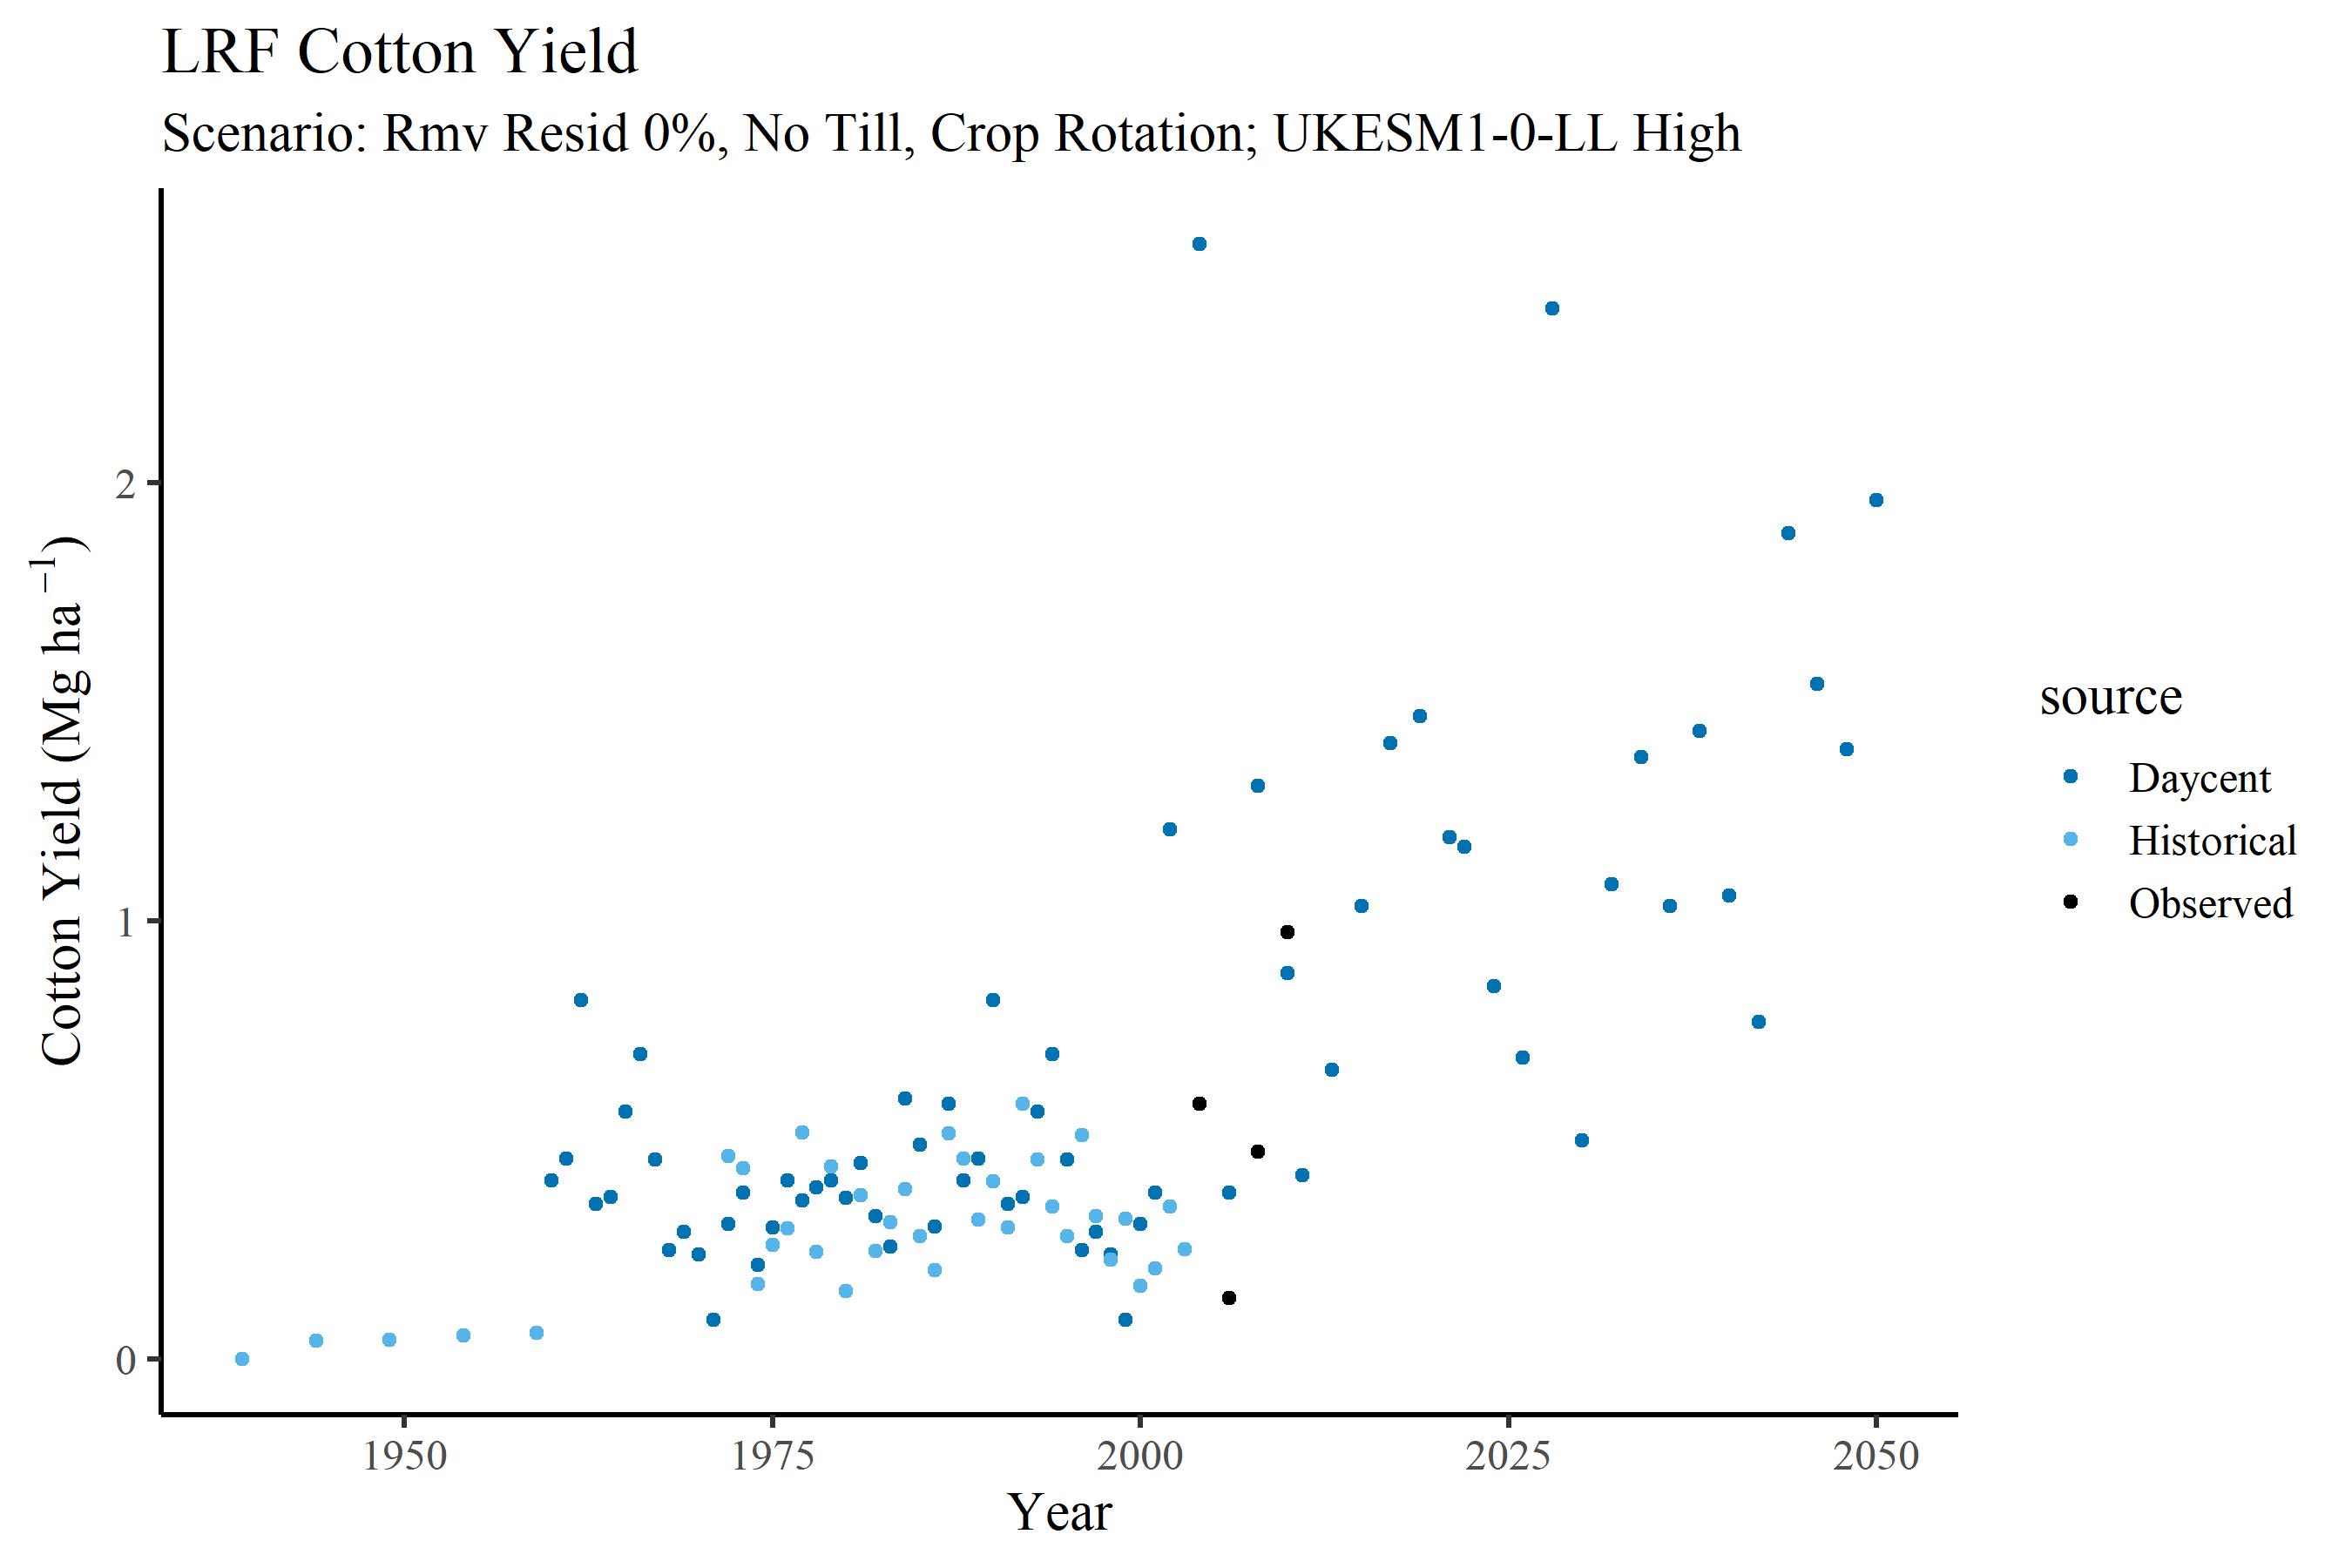 LRF Cotton Yield
Scenario: Rmv Resid 0%, No Till, Crop Rotation; UKESM1-0-LL High
Cotton Yield (Mg ha⁻¹)
2
1
0
1950 1975 2000 2025 2050
Year
source
Daycent
Historical
Observed